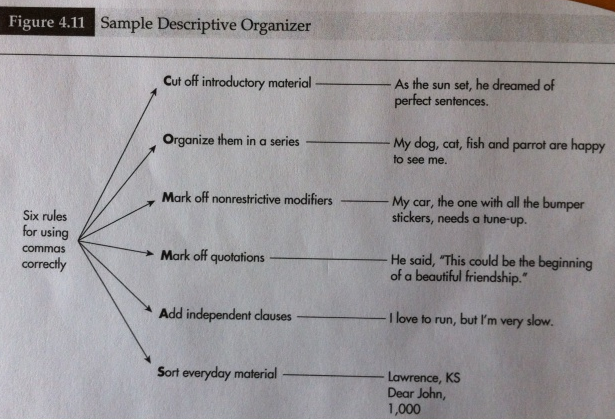 Figure 4.11 Sample Descriptive Organizer
Six rules
for using
commas
correctly
Cut off introductory material
As the sun set, he dreamed of
perfect sentences.
Organize them in a series
My dog, cat, fish and parrot are happy
to see me.
Mark off nonrestrictive modifiers
My car, the one with all the bumper
stickers, needs a tune-up.
Mark off quotations
He said, “This could be the beginning
of a beautiful friendship.”
Add independent clauses
I love to run, but I’m very slow.
Sort everyday material
Lawrence, KS
Dear John,
1,000